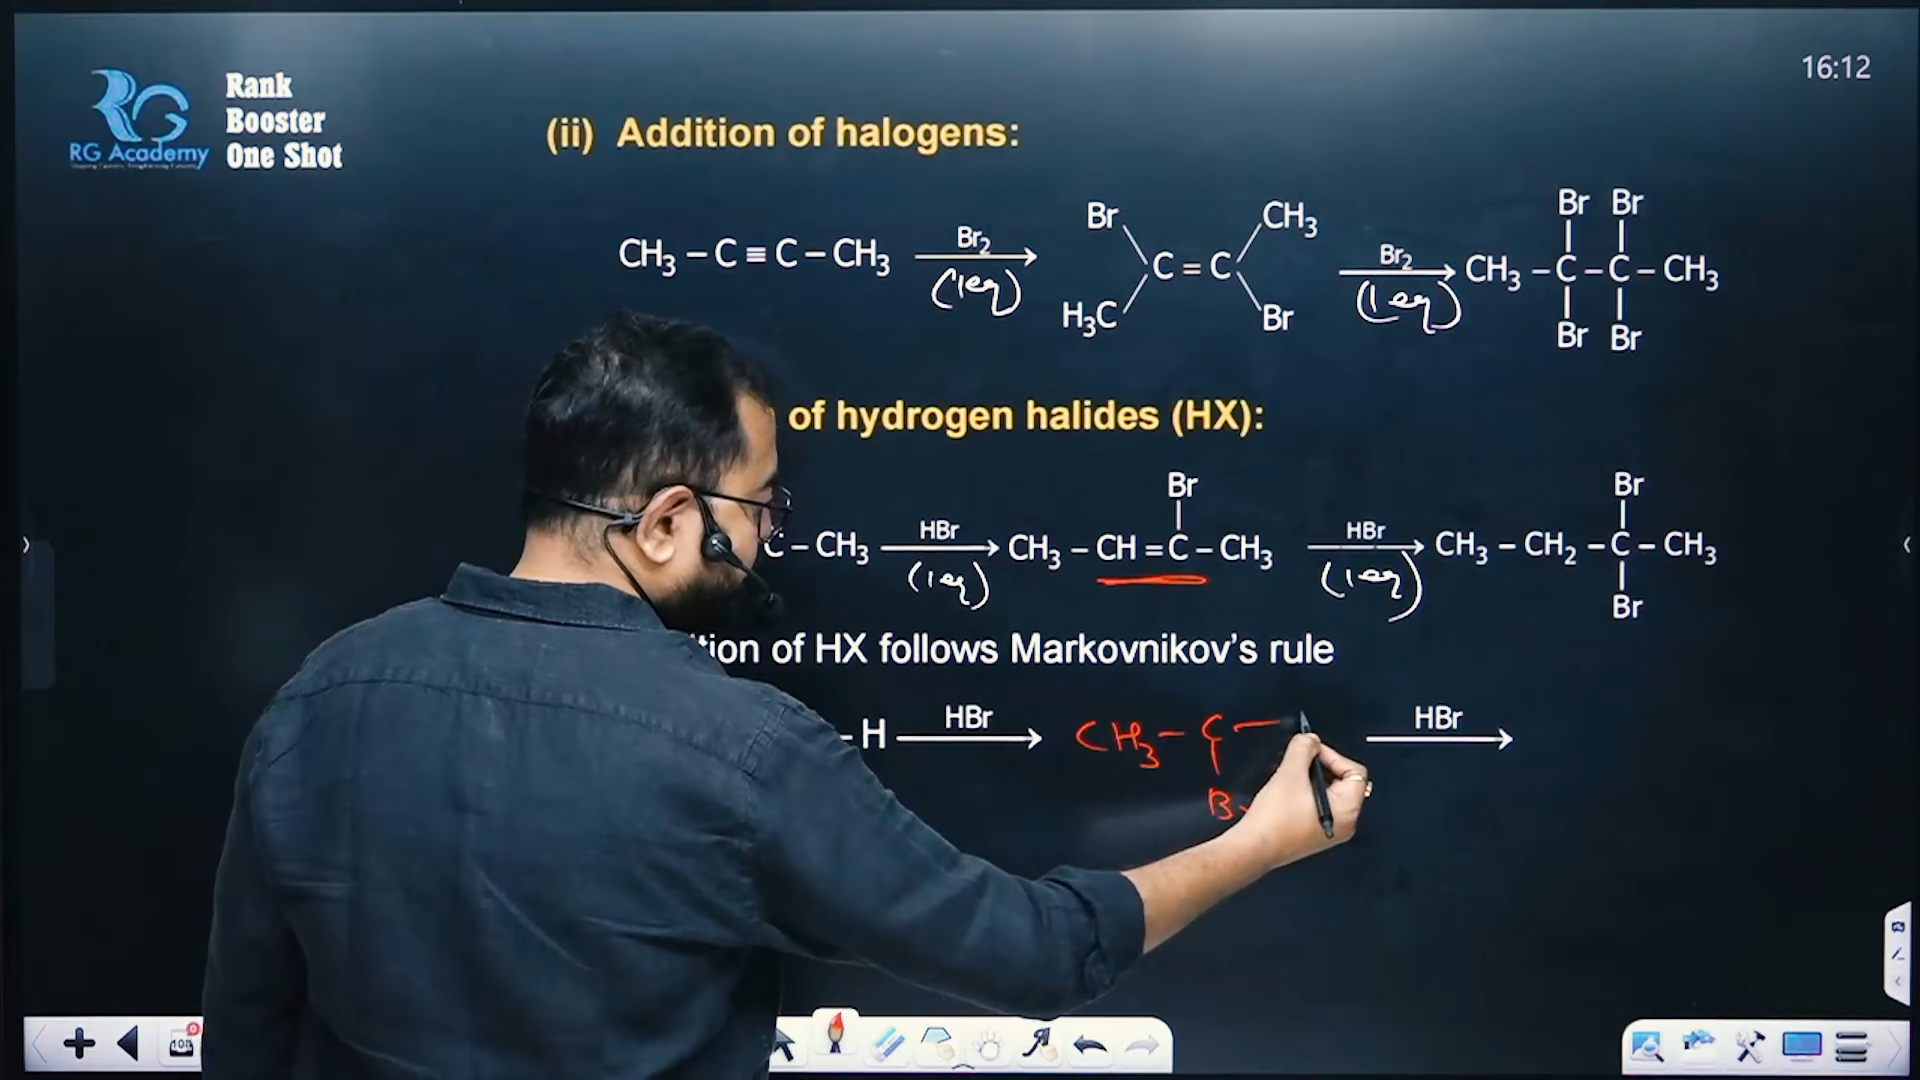 Rank
Booster
One Shot
RG Academy
16:12
(ii) Addition of halogens:
CH₃ – C ≡ C – CH₃ Br₂ (1eq) Br H₃C C = C CH₃ Br Br₂ (1eq) Br Br CH₃ – C – C – CH₃ Br Br
of hydrogen halides (HX):
C – CH₃ HBr (1eq) Br CH₃ – CH = C – CH₃ HBr (1eq) Br CH₃ – CH₂ – C – CH₃ Br
tion of HX follows Markovnikov's rule
– H HBr CH₃ – C – HBr
108